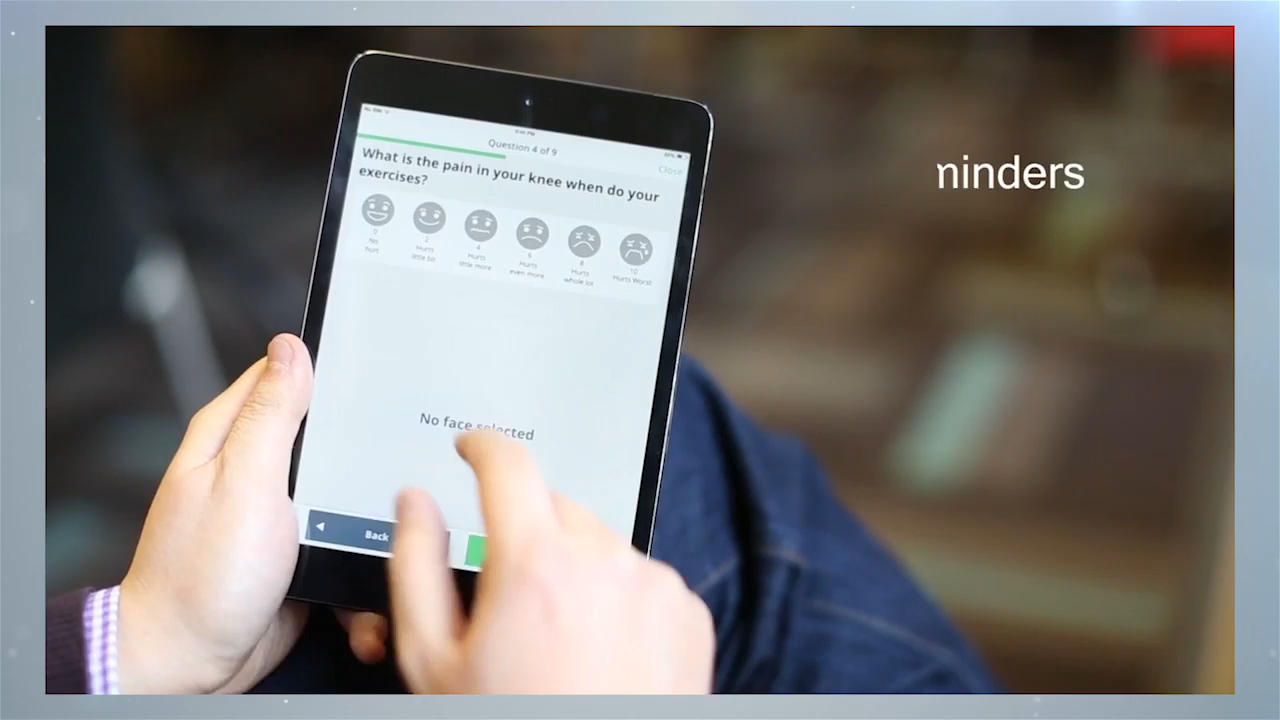 Question 4 of 9
Close
What is the pain in your knee when do your
exercises?
0
No
hurt
2
Hurts
little bit
4
Hurts
little more
6
Hurts
even more
8
Hurts
whole lot
10
Hurts Worst
No face selected
Back
minders